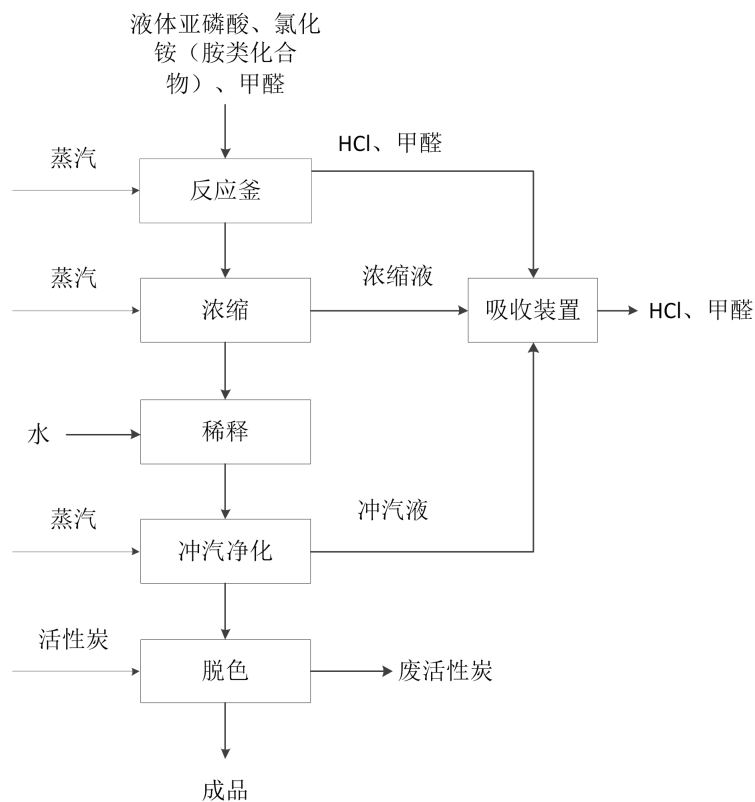 液体亚磷酸、氯化
铵（胺类化合
物）、甲醛
HCl、甲醛
蒸汽
反应釜
蒸汽
浓缩液
浓缩
吸收装置
HCl、甲醛
水
稀释
蒸汽
冲汽液
冲汽净化
活性炭
脱色
废活性炭
成品